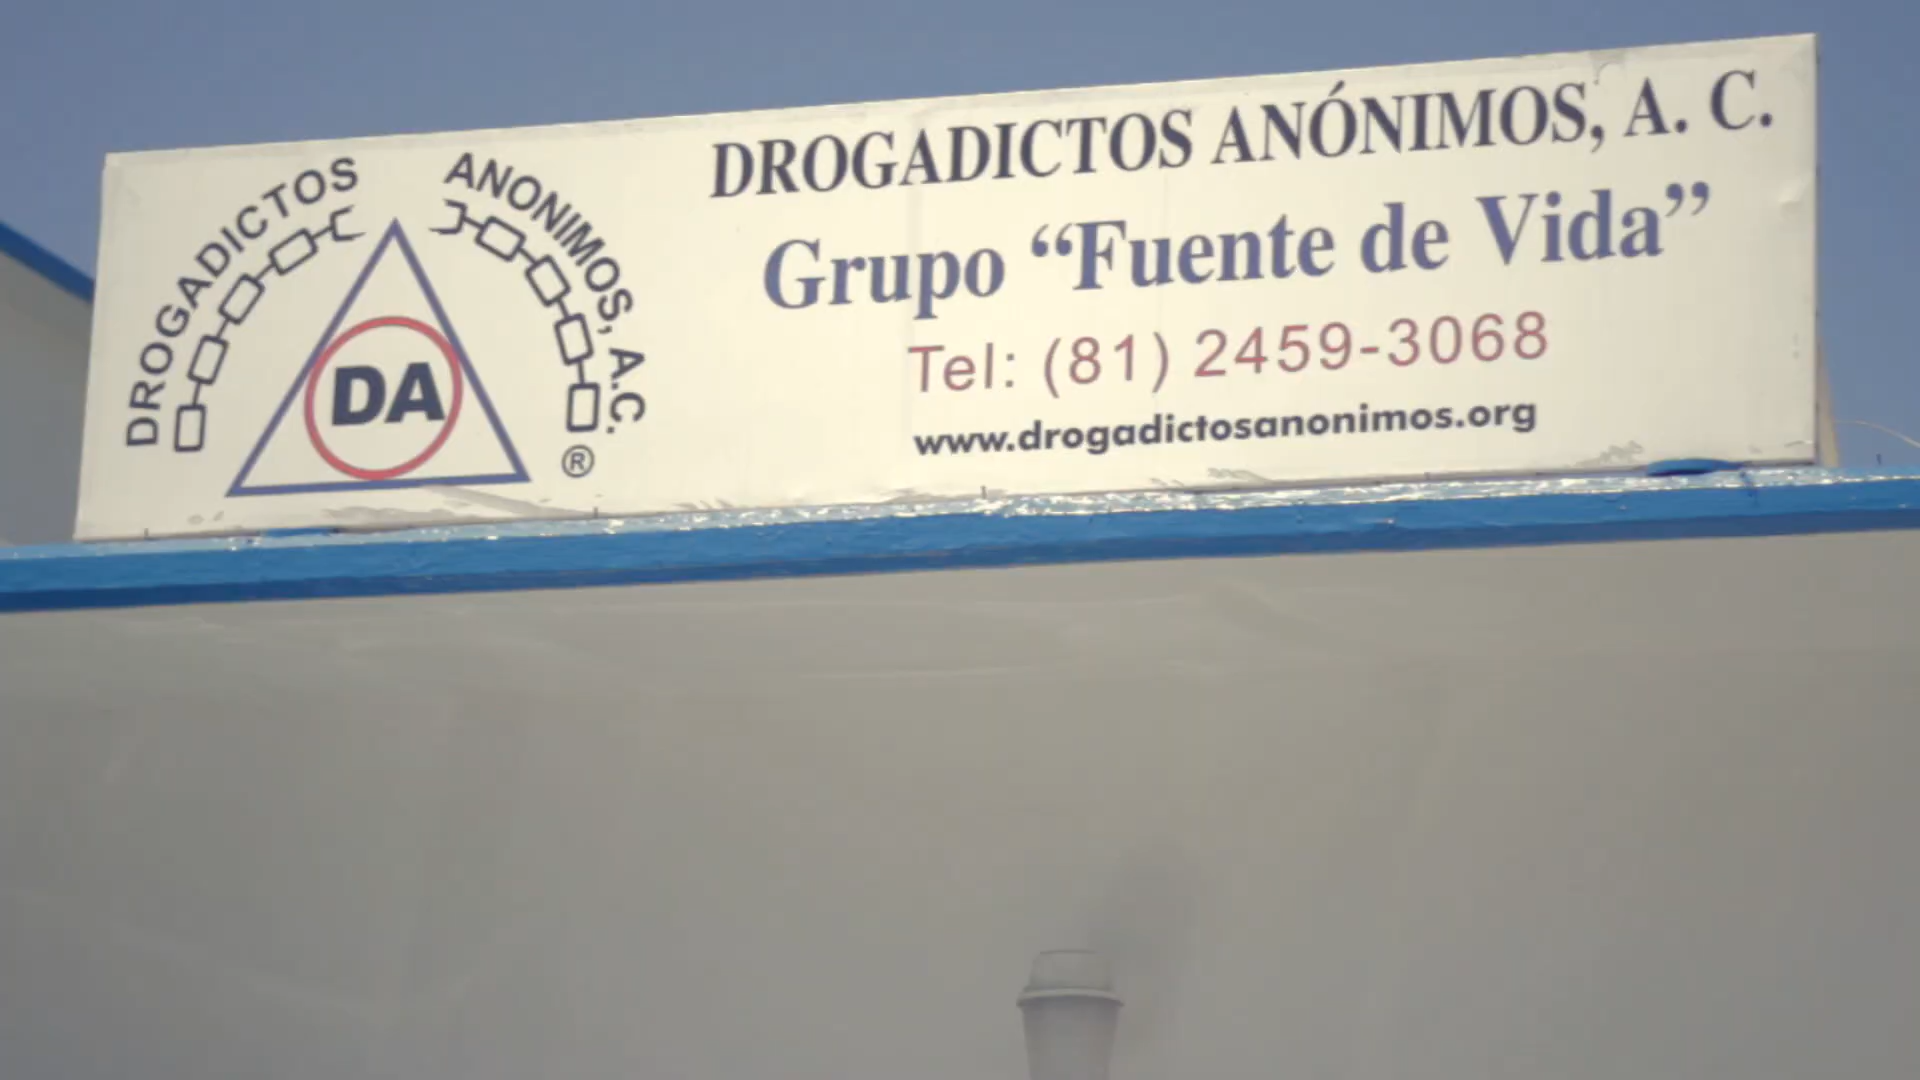 DROGADICTOS ANONIMOS, A.C.
DA
®
DROGADICTOS ANÓNIMOS, A. C.
Grupo “Fuente de Vida”
Tel: (81) 2459-3068
www.drogadictosanonimos.org